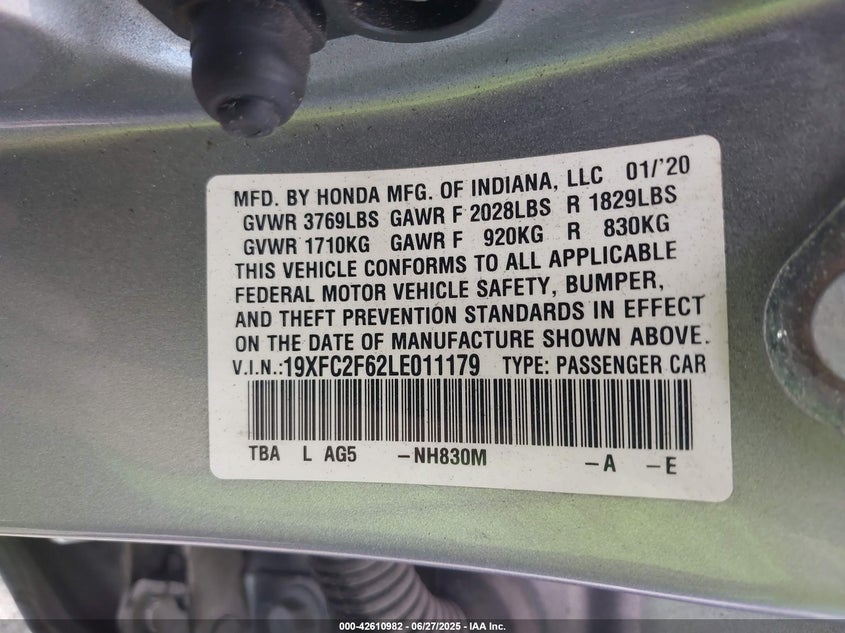 MFD. BY HONDA MFG. OF INDIANA, LLC 01/'20
GVWR 3769LBS GAWR F 2028LBS R 1829LBS
GVWR 1710KG GAWR F 920KG R 830KG
THIS VEHICLE CONFORMS TO ALL APPLICABLE
FEDERAL MOTOR VEHICLE SAFETY, BUMPER,
AND THEFT PREVENTION STANDARDS IN EFFECT
ON THE DATE OF MANUFACTURE SHOWN ABOVE.
V.I.N.:19XFC2F62LE011179 TYPE: PASSENGER CAR
TBA L AG5 -NH830M -A -E
000-42610982 | 06/27/2025 | IAA Inc.